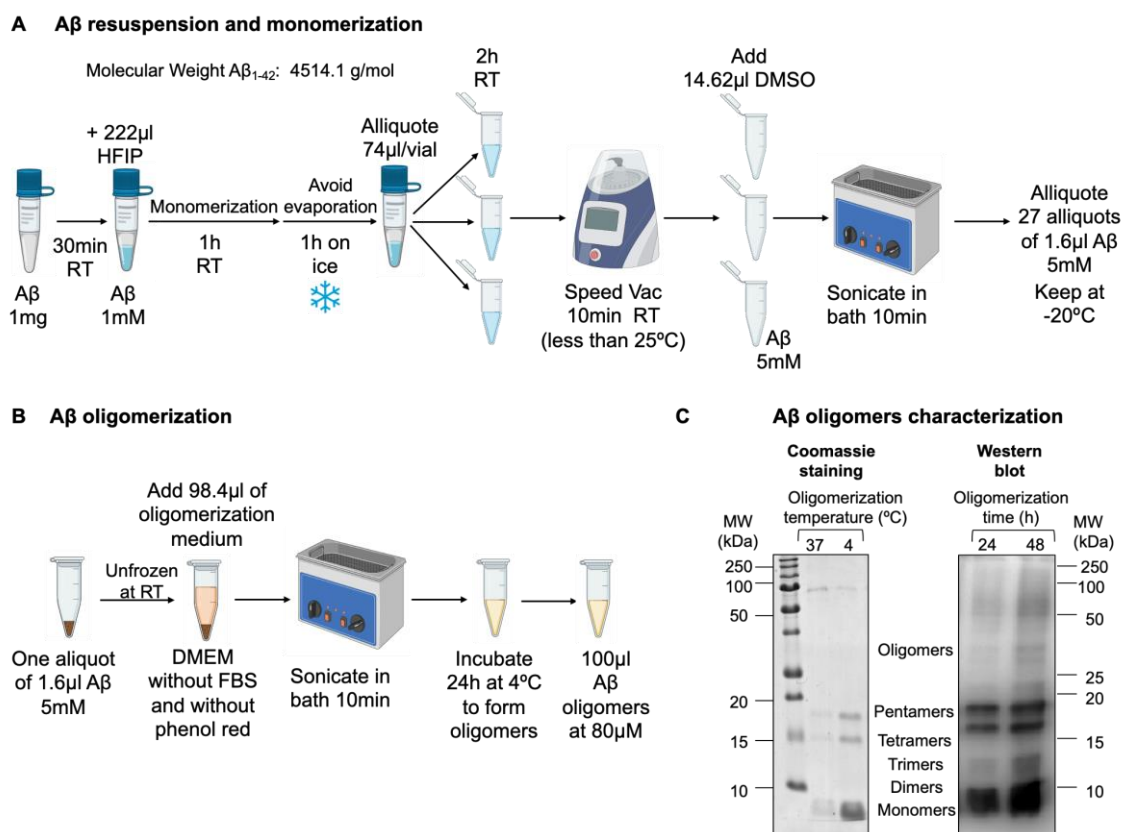 A Aβ resuspension and monomerization
Molecular Weight Aβ1-42: 4514.1 g/mol
Aβ
1mg
30min
RT
+ 222µl
HFIP
Aβ
1mM
Monomerization
1h
RT
Avoid
evaporation
1h on
ice
Alliquote
74µl/vial
2h
RT
Speed Vac
10min RT
(less than 25ºC)
Add
14.62µl DMSO
Aβ
5mM
Sonicate in
bath 10min
Alliquote
27 alliquots
of 1.6µl Aβ
5mM
Keep at
-20ºC
B Aβ oligomerization
One aliquot
of 1.6µl Aβ
5mM
Unfrozen
at RT
Add 98.4µl of
oligomerization
medium
DMEM
without FBS
and without
phenol red
Sonicate in
bath 10min
Incubate
24h at 4ºC
to form
oligomers
100µl
Aβ
oligomers
at 80µM
C Aβ oligomers characterization
Coomassie
staining
Oligomerization
temperature (ºC)
37 4
MW
(kDa)
250
100
50
20
15
10
Oligomers
Pentamers
Tetramers
Trimers
Dimers
Monomers
Western
blot
Oligomerization
time (h)
24 48
MW
(kDa)
250
100
50
25
20
15
10